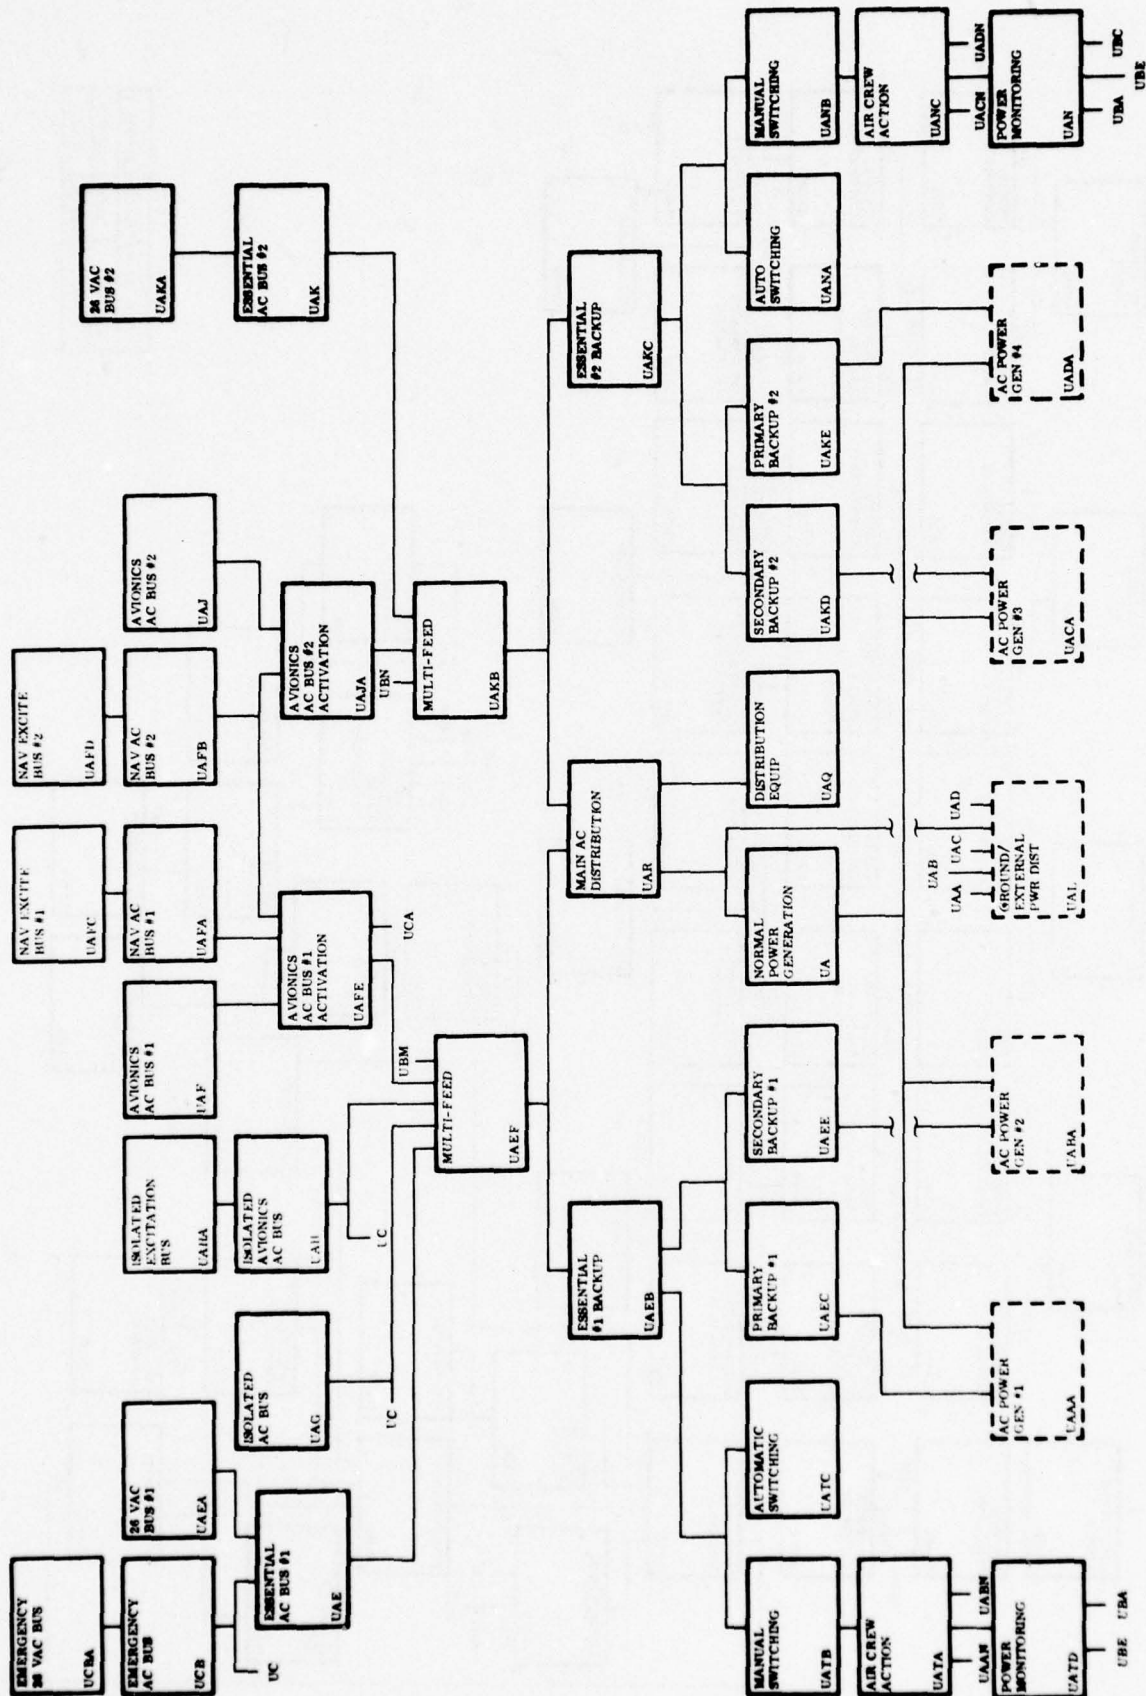 EMERGENCY
26 VAC BUS
UCBA
EMERGENCY
AC BUS
UCB
UC
26 VAC
BUS #1
UAEA
ESSENTIAL
AC BUS #1
UAE
ISOLATED
AC BUS
UAG
UC
ISOLATED
EXCITATION
BUS
UAHA
ISOLATED
AVIONICS
AC BUS
UAH
UC
AVIONICS
AC BUS #1
UAF
NAV EXCITE
BUS #1
UAFC
NAV AC
BUS #1
UAFA
AVIONICS
AC BUS #1
ACTIVATION
UAFE
UCA
UBM
MULTI-FEED
UAEF
NAV EXCITE
BUS #2
UAFD
NAV AC
BUS #2
UAFB
AVIONICS
AC BUS #2
UAJ
AVIONICS
AC BUS #2
ACTIVATION
UAJA
UBN
MULTI-FEED
UAKB
26 VAC
BUS #2
UAKA
ESSENTIAL
AC BUS #2
UAK
ESSENTIAL
#1 BACKUP
UAEB
MAIN AC
DISTRIBUTION
UAR
ESSENTIAL
#2 BACKUP
UAKC
MANUAL
SWITCHING
UATB
AUTOMATIC
SWITCHING
UATC
PRIMARY
BACKUP #1
UAEC
SECONDARY
BACKUP #1
UAEE
NORMAL
POWER
GENERATION
UA
DISTRIBUTION
EQUIP
UAQ
SECONDARY
BACKUP #2
UAKD
PRIMARY
BACKUP #2
UAKE
AUTO
SWITCHING
UANA
MANUAL
SWITCHING
UANB
AIR CREW
ACTION
UATA
UAAN
UABN
POWER
MONITORING
UATD
UBE
UBA
AC POWER
GEN #1
UAAA
AC POWER
GEN #2
UABA
UAA
UAB
UAC
UAD
GROUND/
EXTERNAL
PWR DIST
UAL
AC POWER
GEN #3
UACA
AC POWER
GEN #4
UADA
AIR CREW
ACTION
UANC
UACN
UADN
POWER
MONITORING
UAN
UBA
UBE
UBC